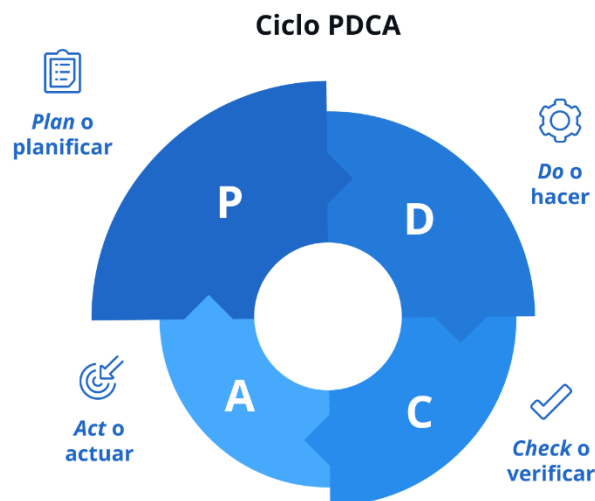 Ciclo PDCA
Plan o
planificar
Do o
hacer
P
D
A
C
Act o
actuar
Check o
verificar